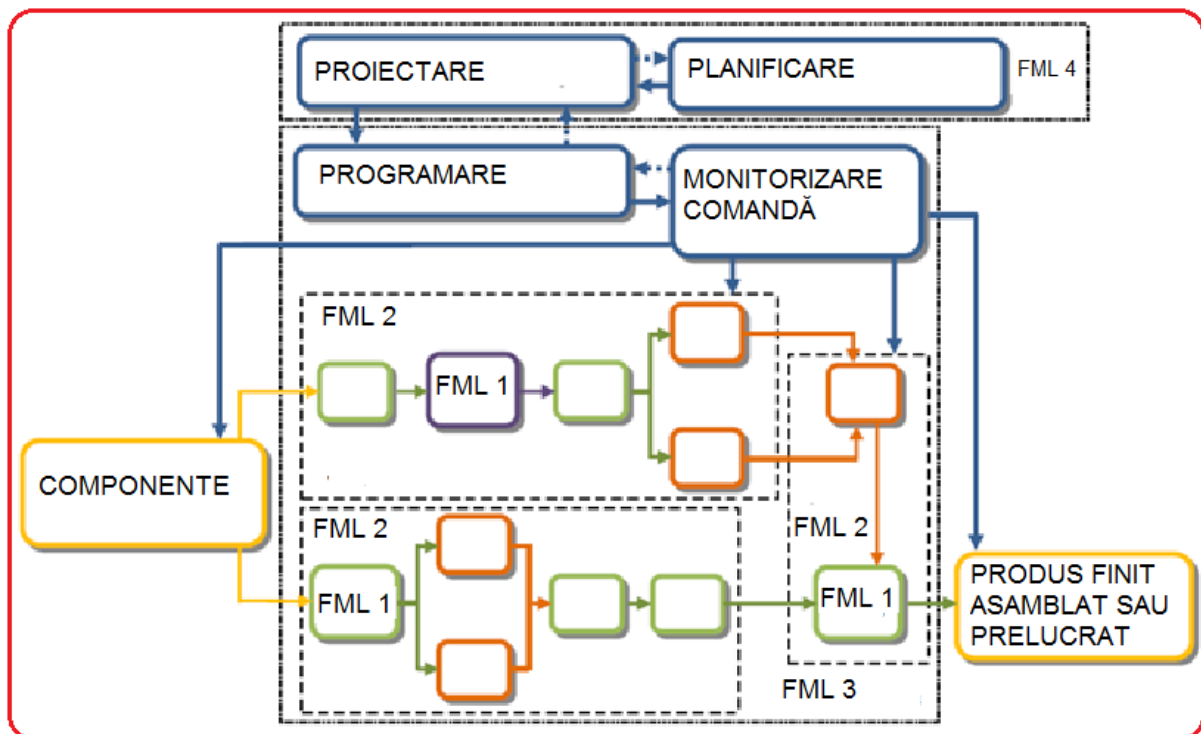 PROIECTARE
PLANIFICARE
FML 4
PROGRAMARE
MONITORIZARE
COMANDĂ
FML 2
FML 1
COMPONENTE
FML 2
FML 1
FML 2
FML 1
PRODUS FINIT
ASAMBLAT SAU
PRELUCRAT
FML 3